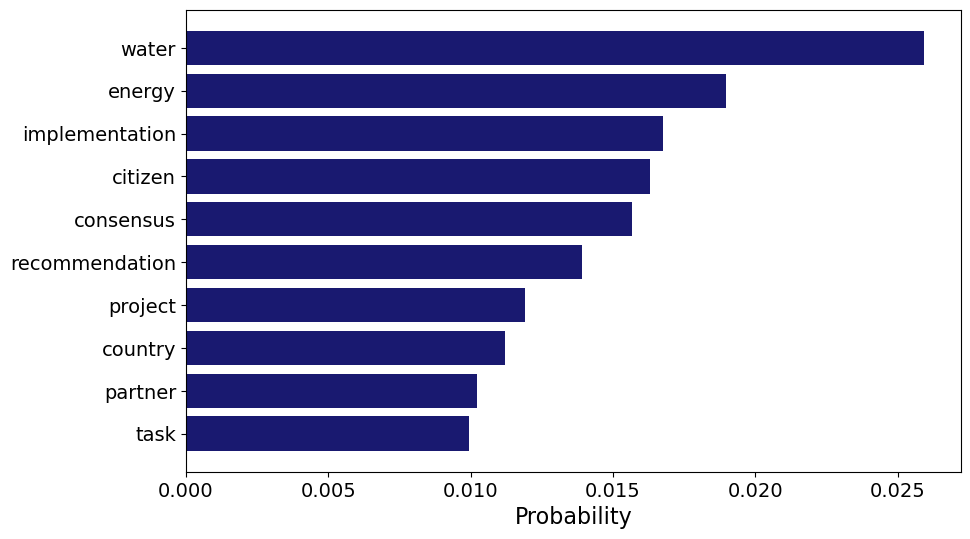 water
energy
implementation
citizen
consensus
recommendation
project
country
partner
task
0.000 0.005 0.010 0.015 0.020 0.025
Probability